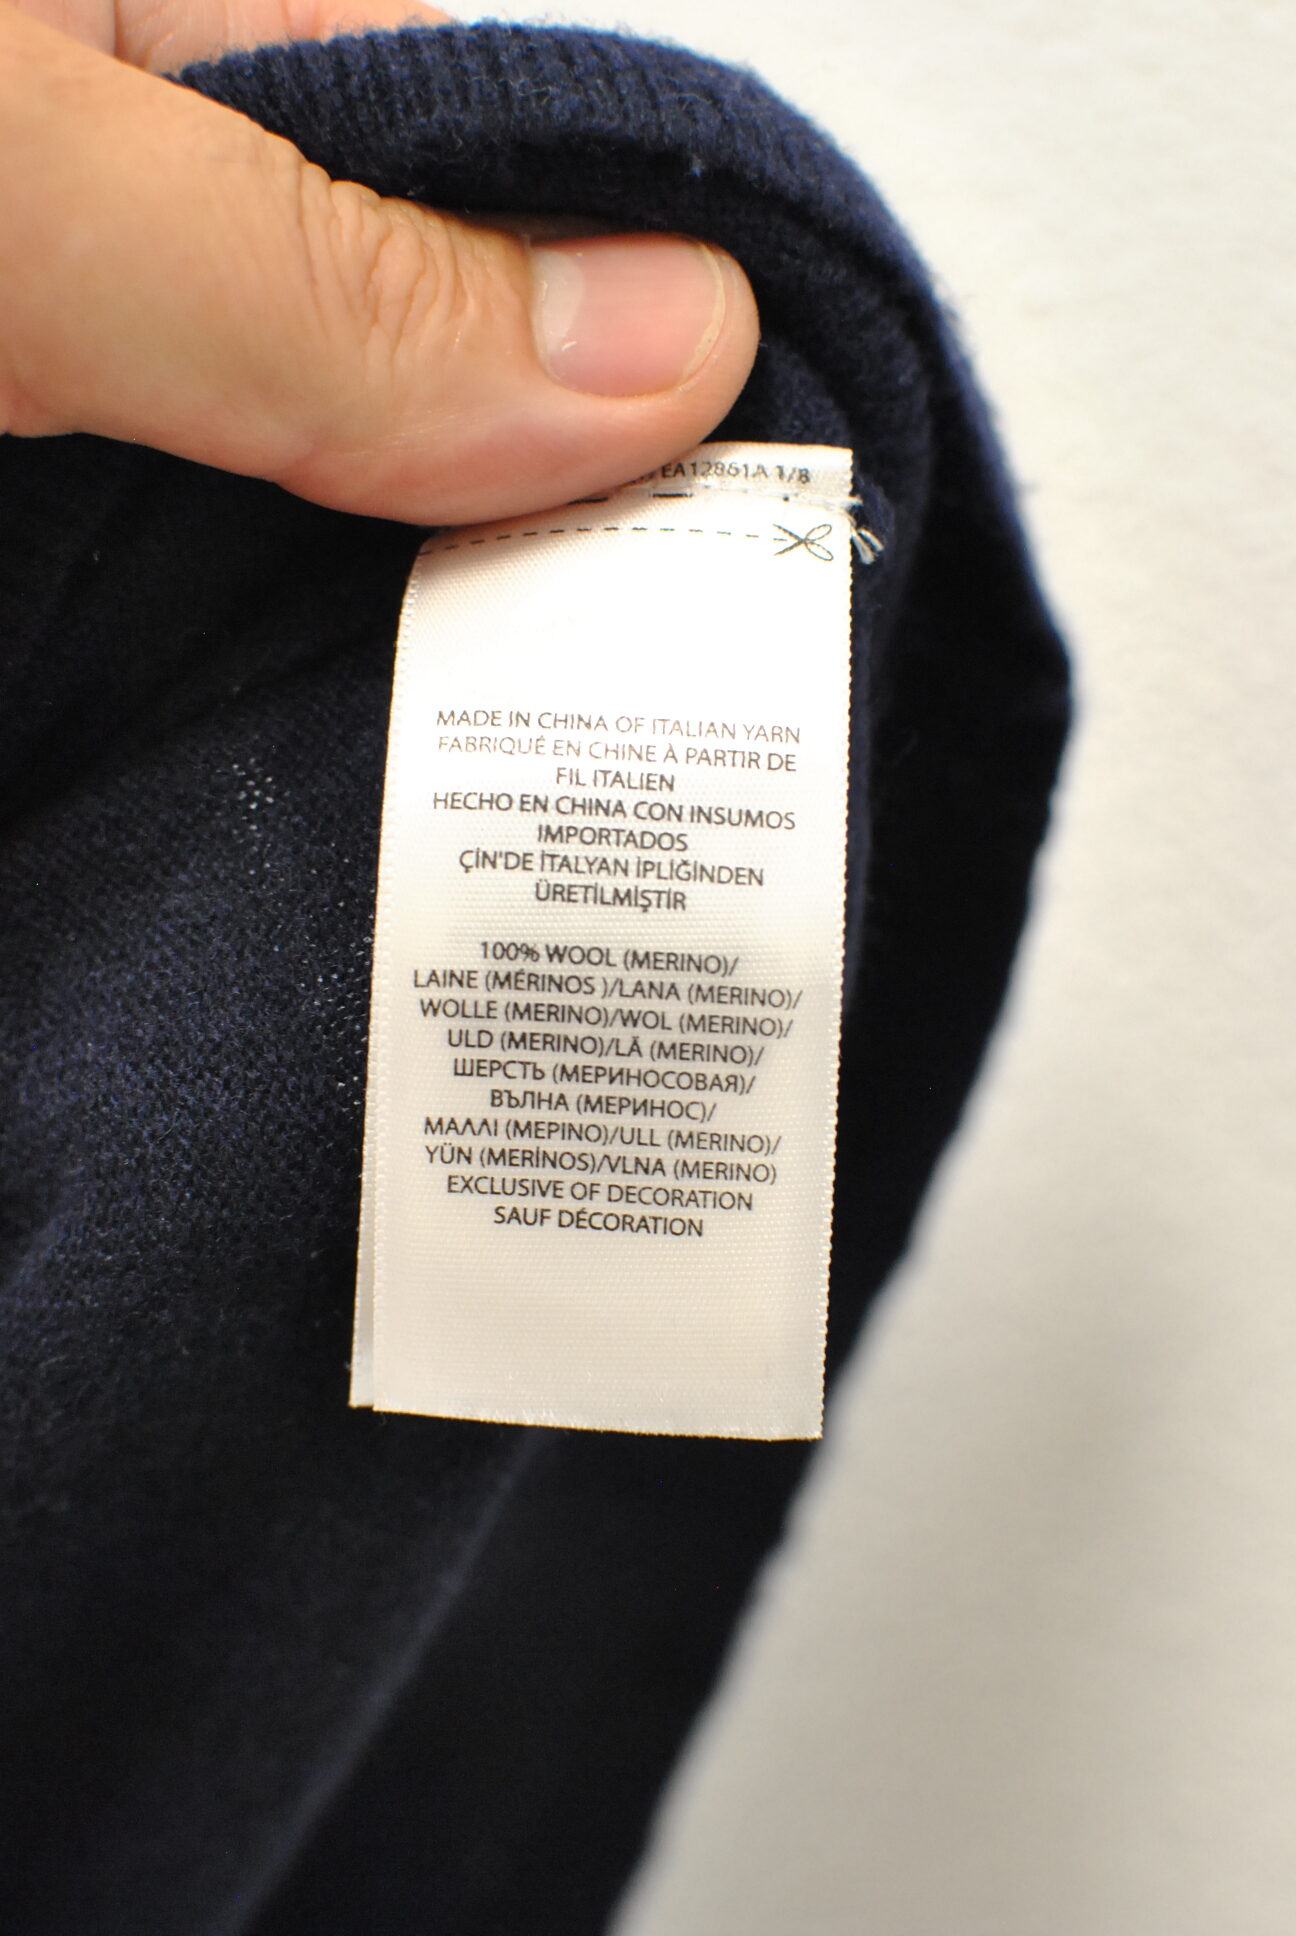 EA12861A 1/8
MADE IN CHINA OF ITALIAN YARN
FABRIQUÉ EN CHINE À PARTIR DE
FIL ITALIEN
HECHO EN CHINA CON INSUMOS
IMPORTADOS
ÇİN'DE İTALYAN İPLİĞİNDEN
ÜRETİLMİŞTİR
100% WOOL (MERINO)/
LAINE (MÉRINOS )/LANA (MERINO)/
WOLLE (MERINO)/WOL (MERINO)/
ULD (MERINO)/LÃ (MERINO)/
ШЕРСТЬ (МЕРИНОСОВАЯ)/
ВЪЛНА (МЕРИНОС)/
ΜΑΛΛΙ (ΜΕΡΙΝΟ)/ULL (MERINO)/
YÜN (MERİNOS)/VLNA (MERINO)
EXCLUSIVE OF DECORATION
SAUF DÉCORATION